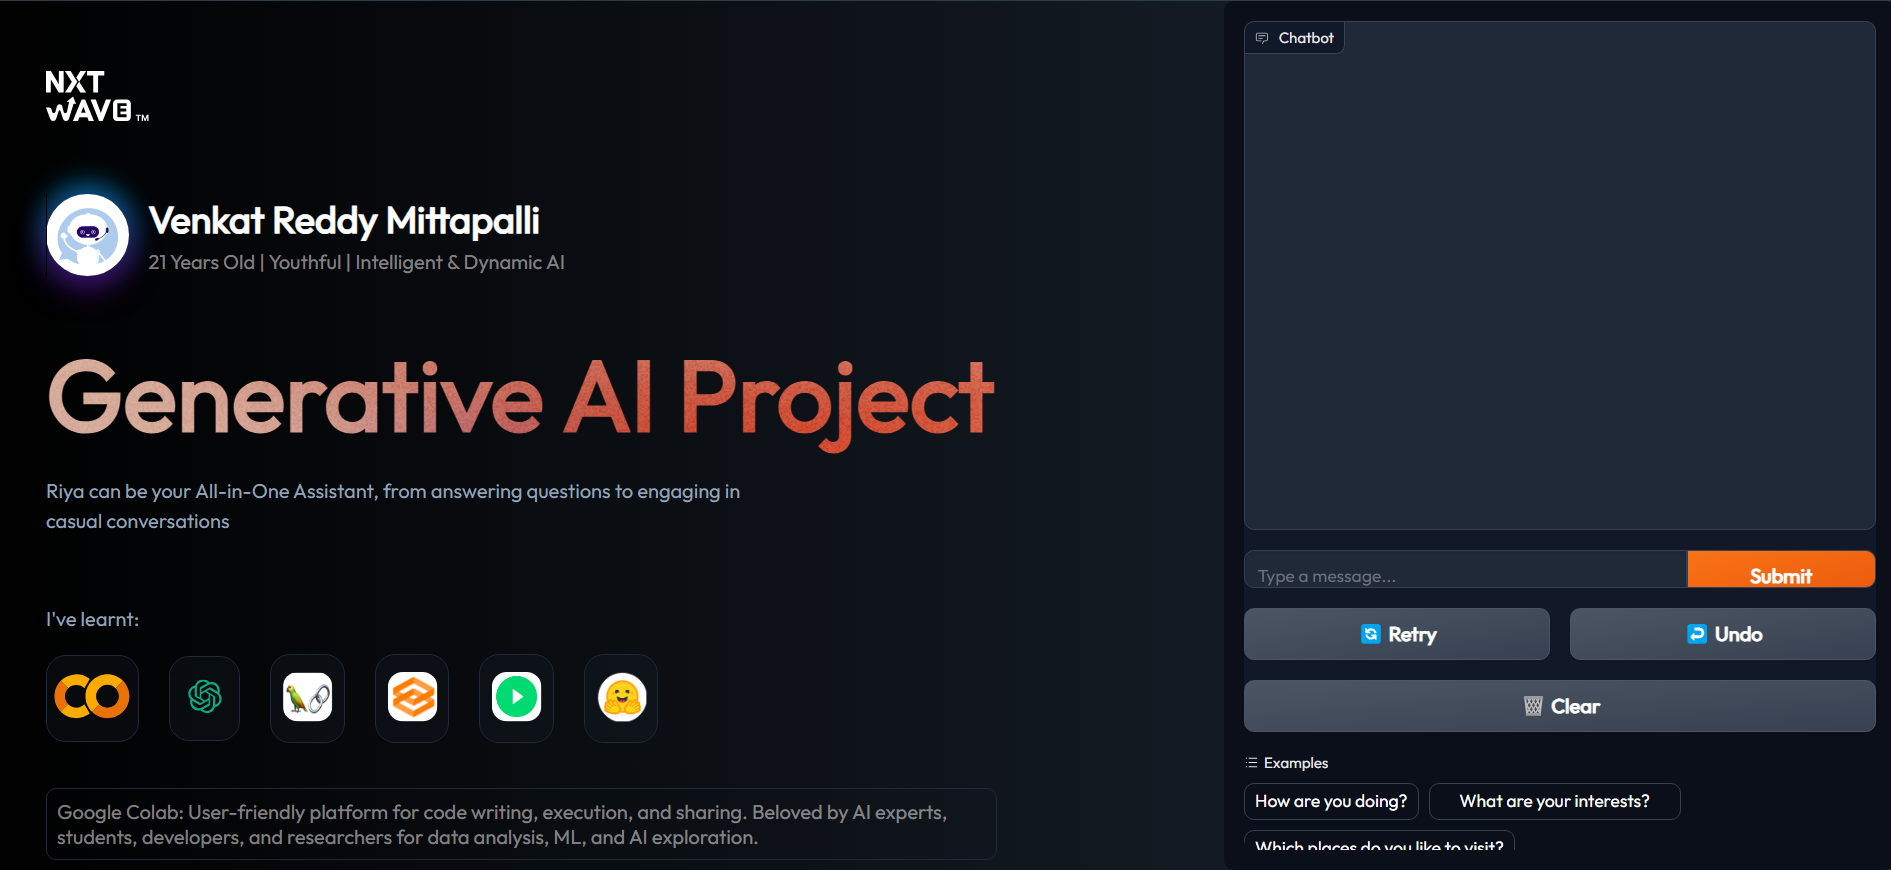 NXT
WAVE™
Venkat Reddy Mittapalli
21 Years Old | Youthful | Intelligent & Dynamic AI
Generative AI Project
Riya can be your All-in-One Assistant, from answering questions to engaging in
casual conversations
I've learnt:
Google Colab: User-friendly platform for code writing, execution, and sharing. Beloved by AI experts,
students, developers, and researchers for data analysis, ML, and AI exploration.
Chatbot
Type a message...
Submit
Retry
Undo
Clear
Examples
How are you doing?
What are your interests?
Which places do you like to visit?